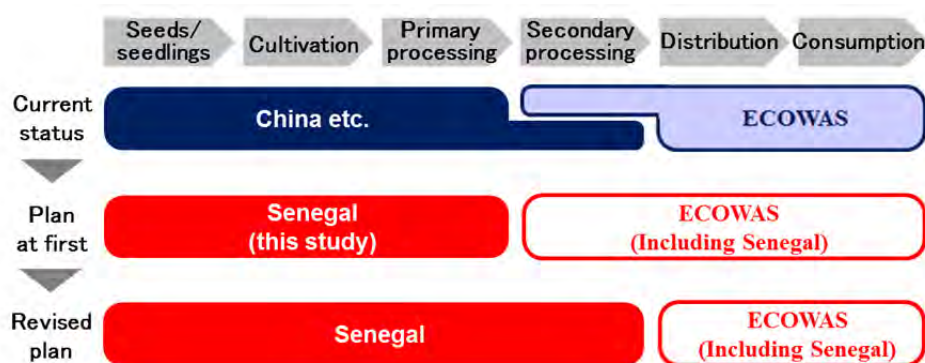 Seeds/
seedlings
Cultivation
Primary
processing
Secondary
processing
Distribution
Consumption
Current
status
China etc.
ECOWAS
Plan
at first
Senegal
(this study)
ECOWAS
(Including Senegal)
Revised
plan
Senegal
ECOWAS
(Including Senegal)